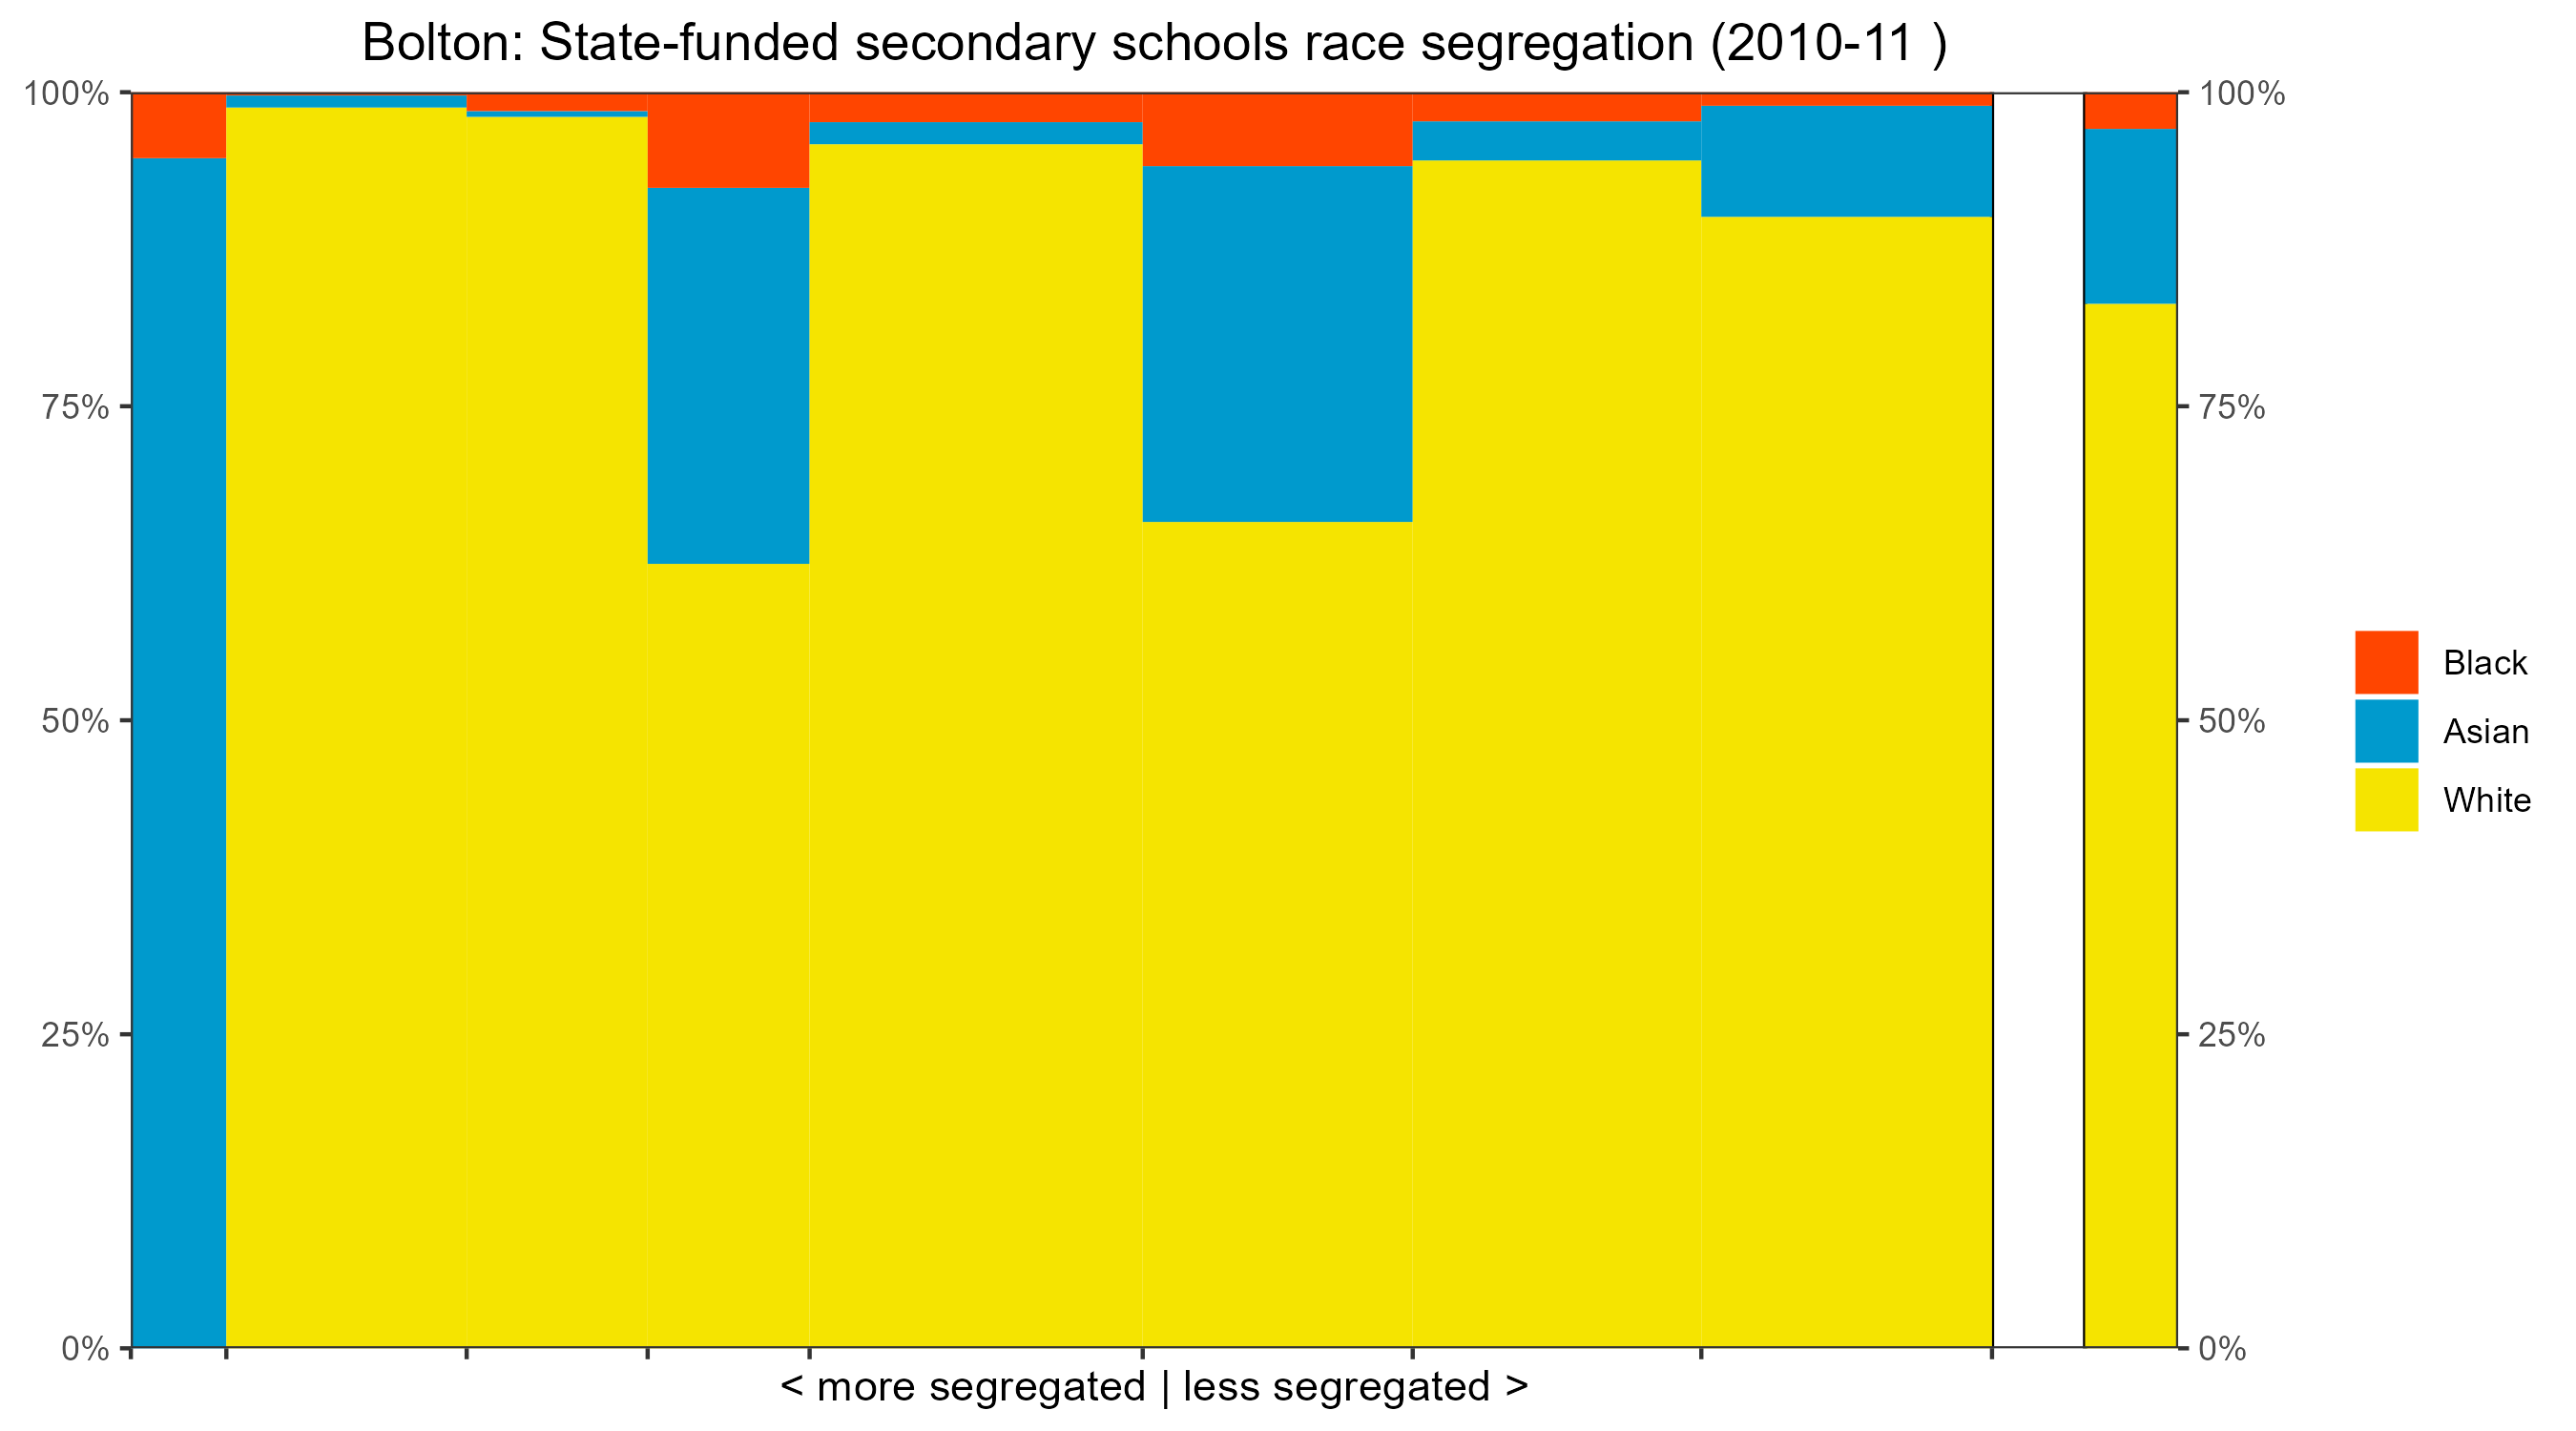 Bolton: State-funded secondary schools race segregation (2010-11 )
100%
75%
50%
25%
0%
100%
75%
50%
25%
0%
< more segregated | less segregated >
Black
Asian
White